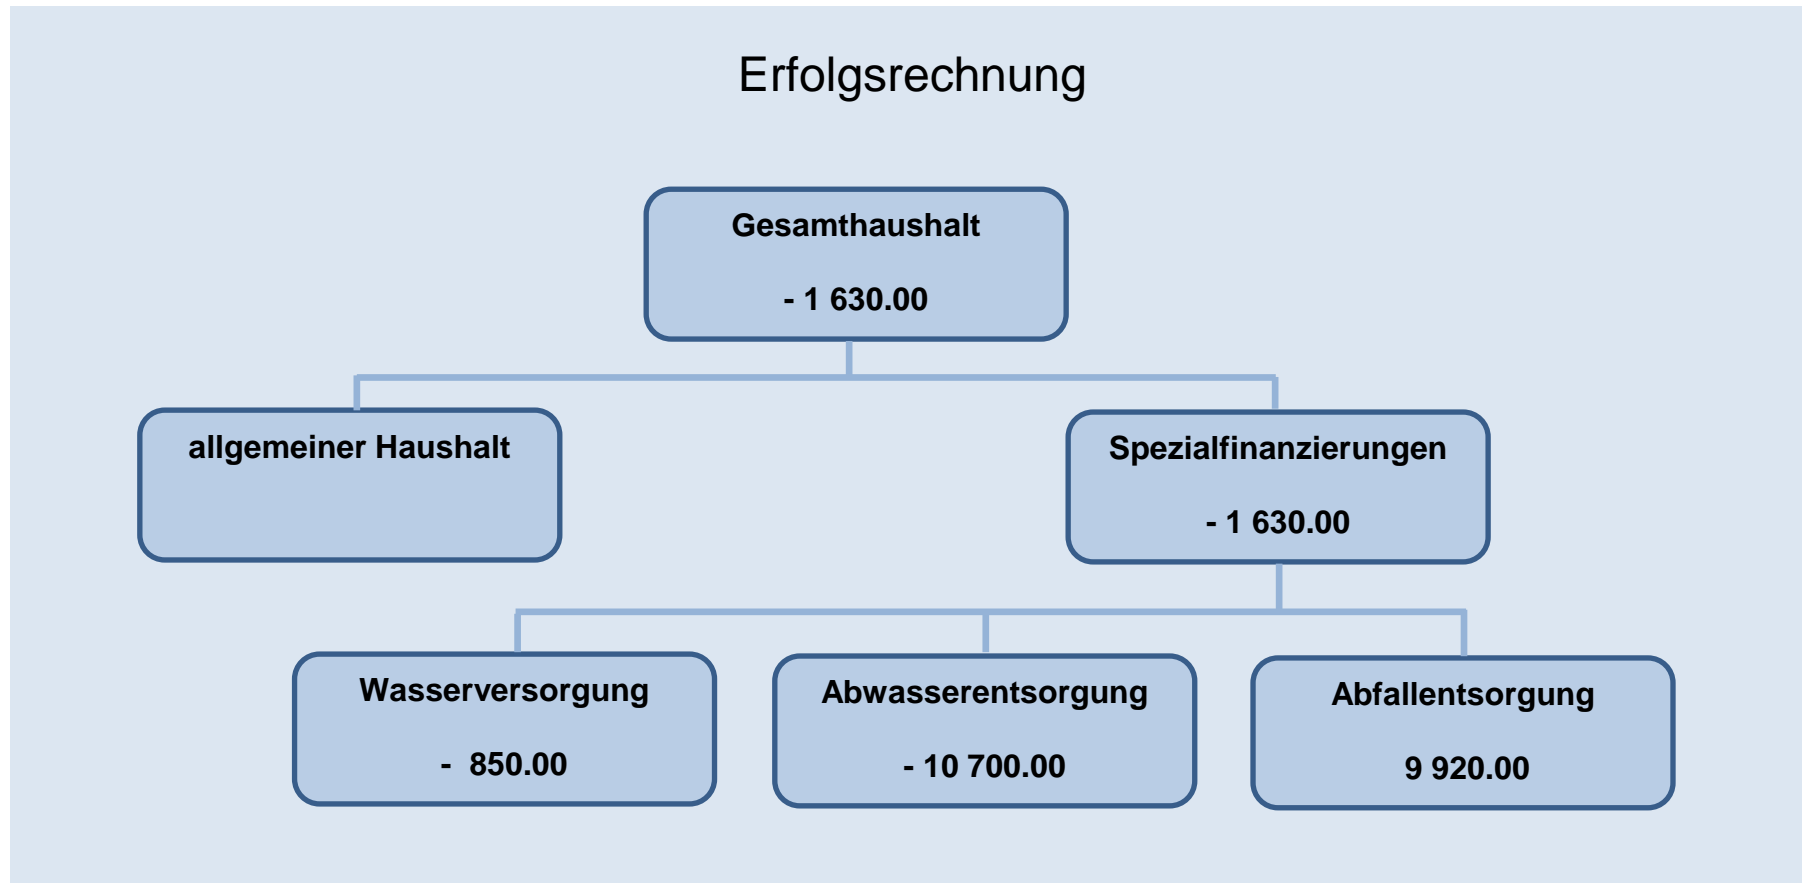 Erfolgsrechnung
Gesamthaushalt
- 1 630.00
allgemeiner Haushalt
Spezialfinanzierungen
- 1 630.00
Wasserversorgung
-  850.00
Abwasserentsorgung
- 10 700.00
Abfallentsorgung
9 920.00